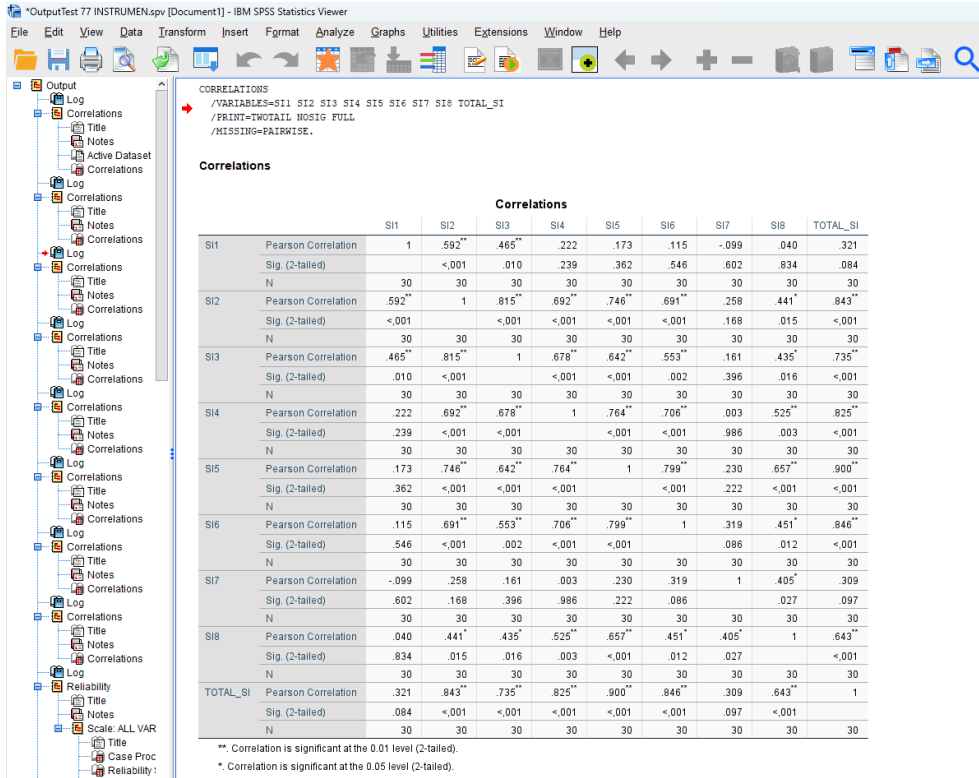 *OutputTest 77 INSTRUMEN.spv [Document1] - IBM SPSS Statistics Viewer
File Edit View Data Transform Insert Format Analyze Graphs Utilities Extensions Window Help
Output
Log
Correlations
Title
Notes
Active Dataset
Correlations
Log
Correlations
Title
Notes
Correlations
Log
Correlations
Title
Notes
Correlations
Log
Correlations
Title
Notes
Correlations
Log
Correlations
Title
Notes
Correlations
Log
Correlations
Title
Notes
Correlations
Log
Correlations
Title
Notes
Correlations
Log
Correlations
Title
Notes
Correlations
Log
Reliability
Title
Notes
Scale: ALL VAR
Title
Case Proc
Reliability
CORRELATIONS
/VARIABLES=SI1 SI2 SI3 SI4 SI5 SI6 SI7 SI8 TOTAL_SI
/PRINT=TWOTAIL NOSIG FULL
/MISSING=PAIRWISE.
Correlations
Correlations
SI1 SI2 SI3 SI4 SI5 SI6 SI7 SI8 TOTAL_SI
SI1 Pearson Correlation 1 .592** .465** .222 .173 .115 -.099 .040 .321
Sig. (2-tailed) <,001 .010 .239 .362 .546 .602 .834 .084
N 30 30 30 30 30 30 30 30 30
SI2 Pearson Correlation .592** 1 .815** .692** .746** .691** .258 .441* .843**
Sig. (2-tailed) <,001 <,001 <,001 <,001 <,001 .168 .015 <,001
N 30 30 30 30 30 30 30 30 30
SI3 Pearson Correlation .465** .815** 1 .678** .642** .553** .161 .435* .735**
Sig. (2-tailed) .010 <,001 <,001 <,001 .002 .396 .016 <,001
N 30 30 30 30 30 30 30 30 30
SI4 Pearson Correlation .222 .692** .678** 1 .764** .706** .003 .525** .825**
Sig. (2-tailed) .239 <,001 <,001 <,001 <,001 .986 .003 <,001
N 30 30 30 30 30 30 30 30 30
SI5 Pearson Correlation .173 .746** .642** .764** 1 .799** .230 .657** .900**
Sig. (2-tailed) .362 <,001 <,001 <,001 <,001 .222 <,001 <,001
N 30 30 30 30 30 30 30 30 30
SI6 Pearson Correlation .115 .691** .553** .706** .799** 1 .319 .451* .846**
Sig. (2-tailed) .546 <,001 .002 <,001 <,001 .086 .012 <,001
N 30 30 30 30 30 30 30 30 30
SI7 Pearson Correlation -.099 .258 .161 .003 .230 .319 1 .405* .309
Sig. (2-tailed) .602 .168 .396 .986 .222 .086 .027 .097
N 30 30 30 30 30 30 30 30 30
SI8 Pearson Correlation .040 .441* .435* .525** .657** .451* .405* 1 .643**
Sig. (2-tailed) .834 .015 .016 .003 <,001 .012 .027 <,001
N 30 30 30 30 30 30 30 30 30
TOTAL_SI Pearson Correlation .321 .843** .735** .825** .900** .846** .309 .643** 1
Sig. (2-tailed) .084 <,001 <,001 <,001 <,001 <,001 .097 <,001
N 30 30 30 30 30 30 30 30 30
**. Correlation is significant at the 0.01 level (2-tailed).
*. Correlation is significant at the 0.05 level (2-tailed).